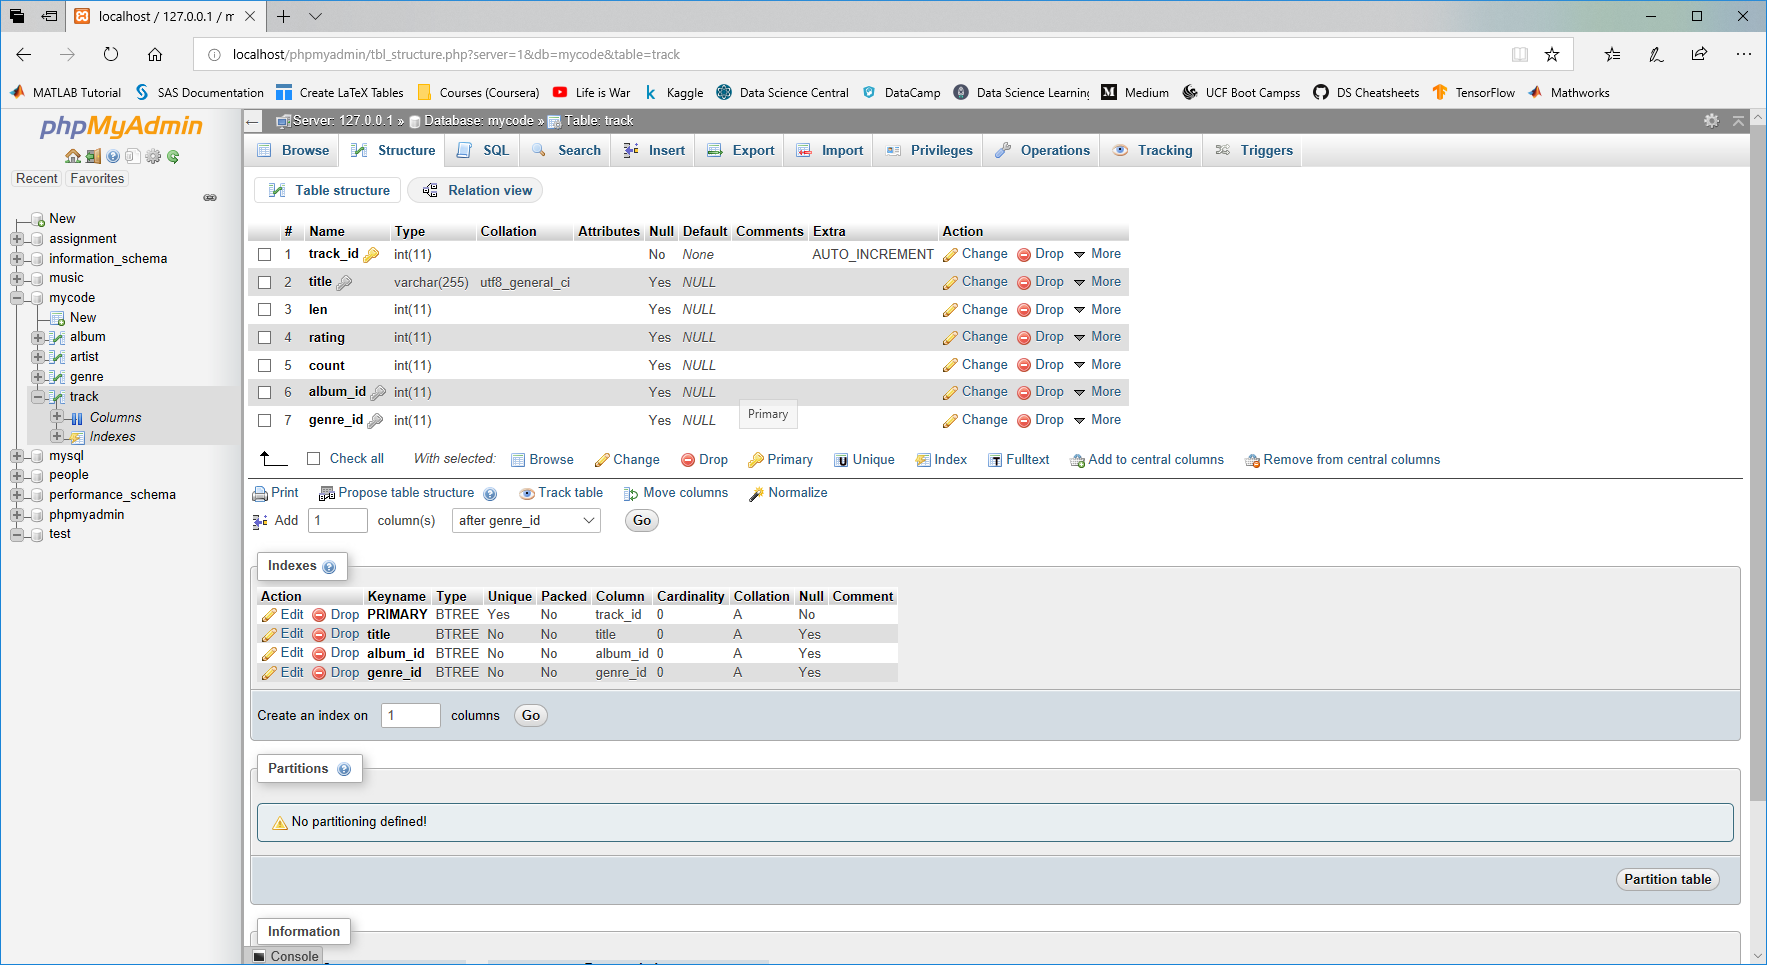 localhost / 127.0.0.1 / m
localhost/phpmyadmin/tbl_structure.php?server=1&db=mycode&table=track
MATLAB Tutorial SAS Documentation Create LaTeX Tables Courses (Coursera) Life is War Kaggle Data Science Central DataCamp Data Science Learning Medium UCF Boot Campss DS Cheatsheets TensorFlow Mathworks
phpMyAdmin
Recent Favorites
New
assignment
information_schema
music
mycode
New
album
artist
genre
track
Columns
Indexes
mysql
people
performance_schema
phpmyadmin
test
Server: 127.0.0.1 » Database: mycode » Table: track
Browse Structure SQL Search Insert Export Import Privileges Operations Tracking Triggers
Table structure Relation view
# Name Type Collation Attributes Null Default Comments Extra Action
1 track_id int(11) No None AUTO_INCREMENT Change Drop More
2 title varchar(255) utf8_general_ci Yes NULL Change Drop More
3 len int(11) Yes NULL Change Drop More
4 rating int(11) Yes NULL Change Drop More
5 count int(11) Yes NULL Change Drop More
6 album_id int(11) Yes NULL Change Drop More
7 genre_id int(11) Yes NULL Change Drop More
Primary
Check all With selected: Browse Change Drop Primary Unique Index Fulltext Add to central columns Remove from central columns
Print Propose table structure Track table Move columns Normalize
Add 1 column(s) after genre_id Go
Indexes
Action Keyname Type Unique Packed Column Cardinality Collation Null Comment
Edit Drop PRIMARY BTREE Yes No track_id 0 A No
Edit Drop title BTREE No No title 0 A Yes
Edit Drop album_id BTREE No No album_id 0 A Yes
Edit Drop genre_id BTREE No No genre_id 0 A Yes
Create an index on 1 columns Go
Partitions
No partitioning defined!
Partition table
Information
Console